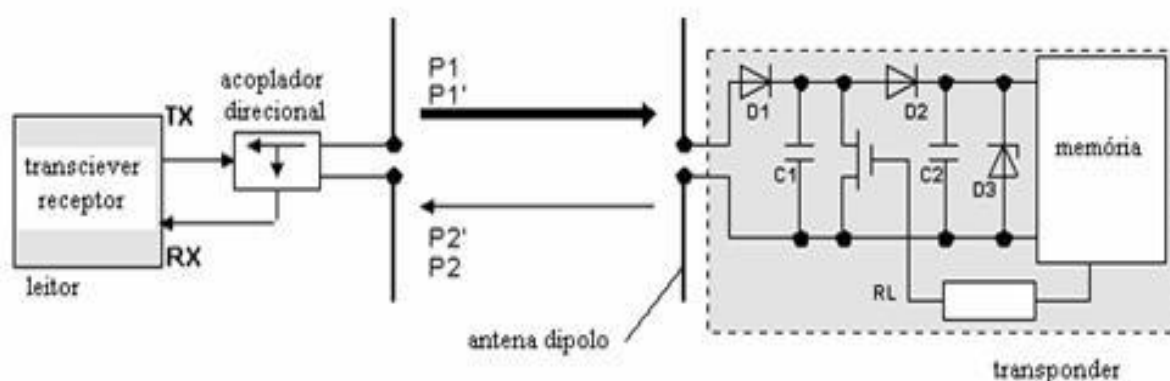 acoplador
direcional
TX
transciever
receptor
RX
leitor
P1
P1'
P2'
P2
antena dipolo
D1
D2
C1
C2
D3
RL
memória
transponder